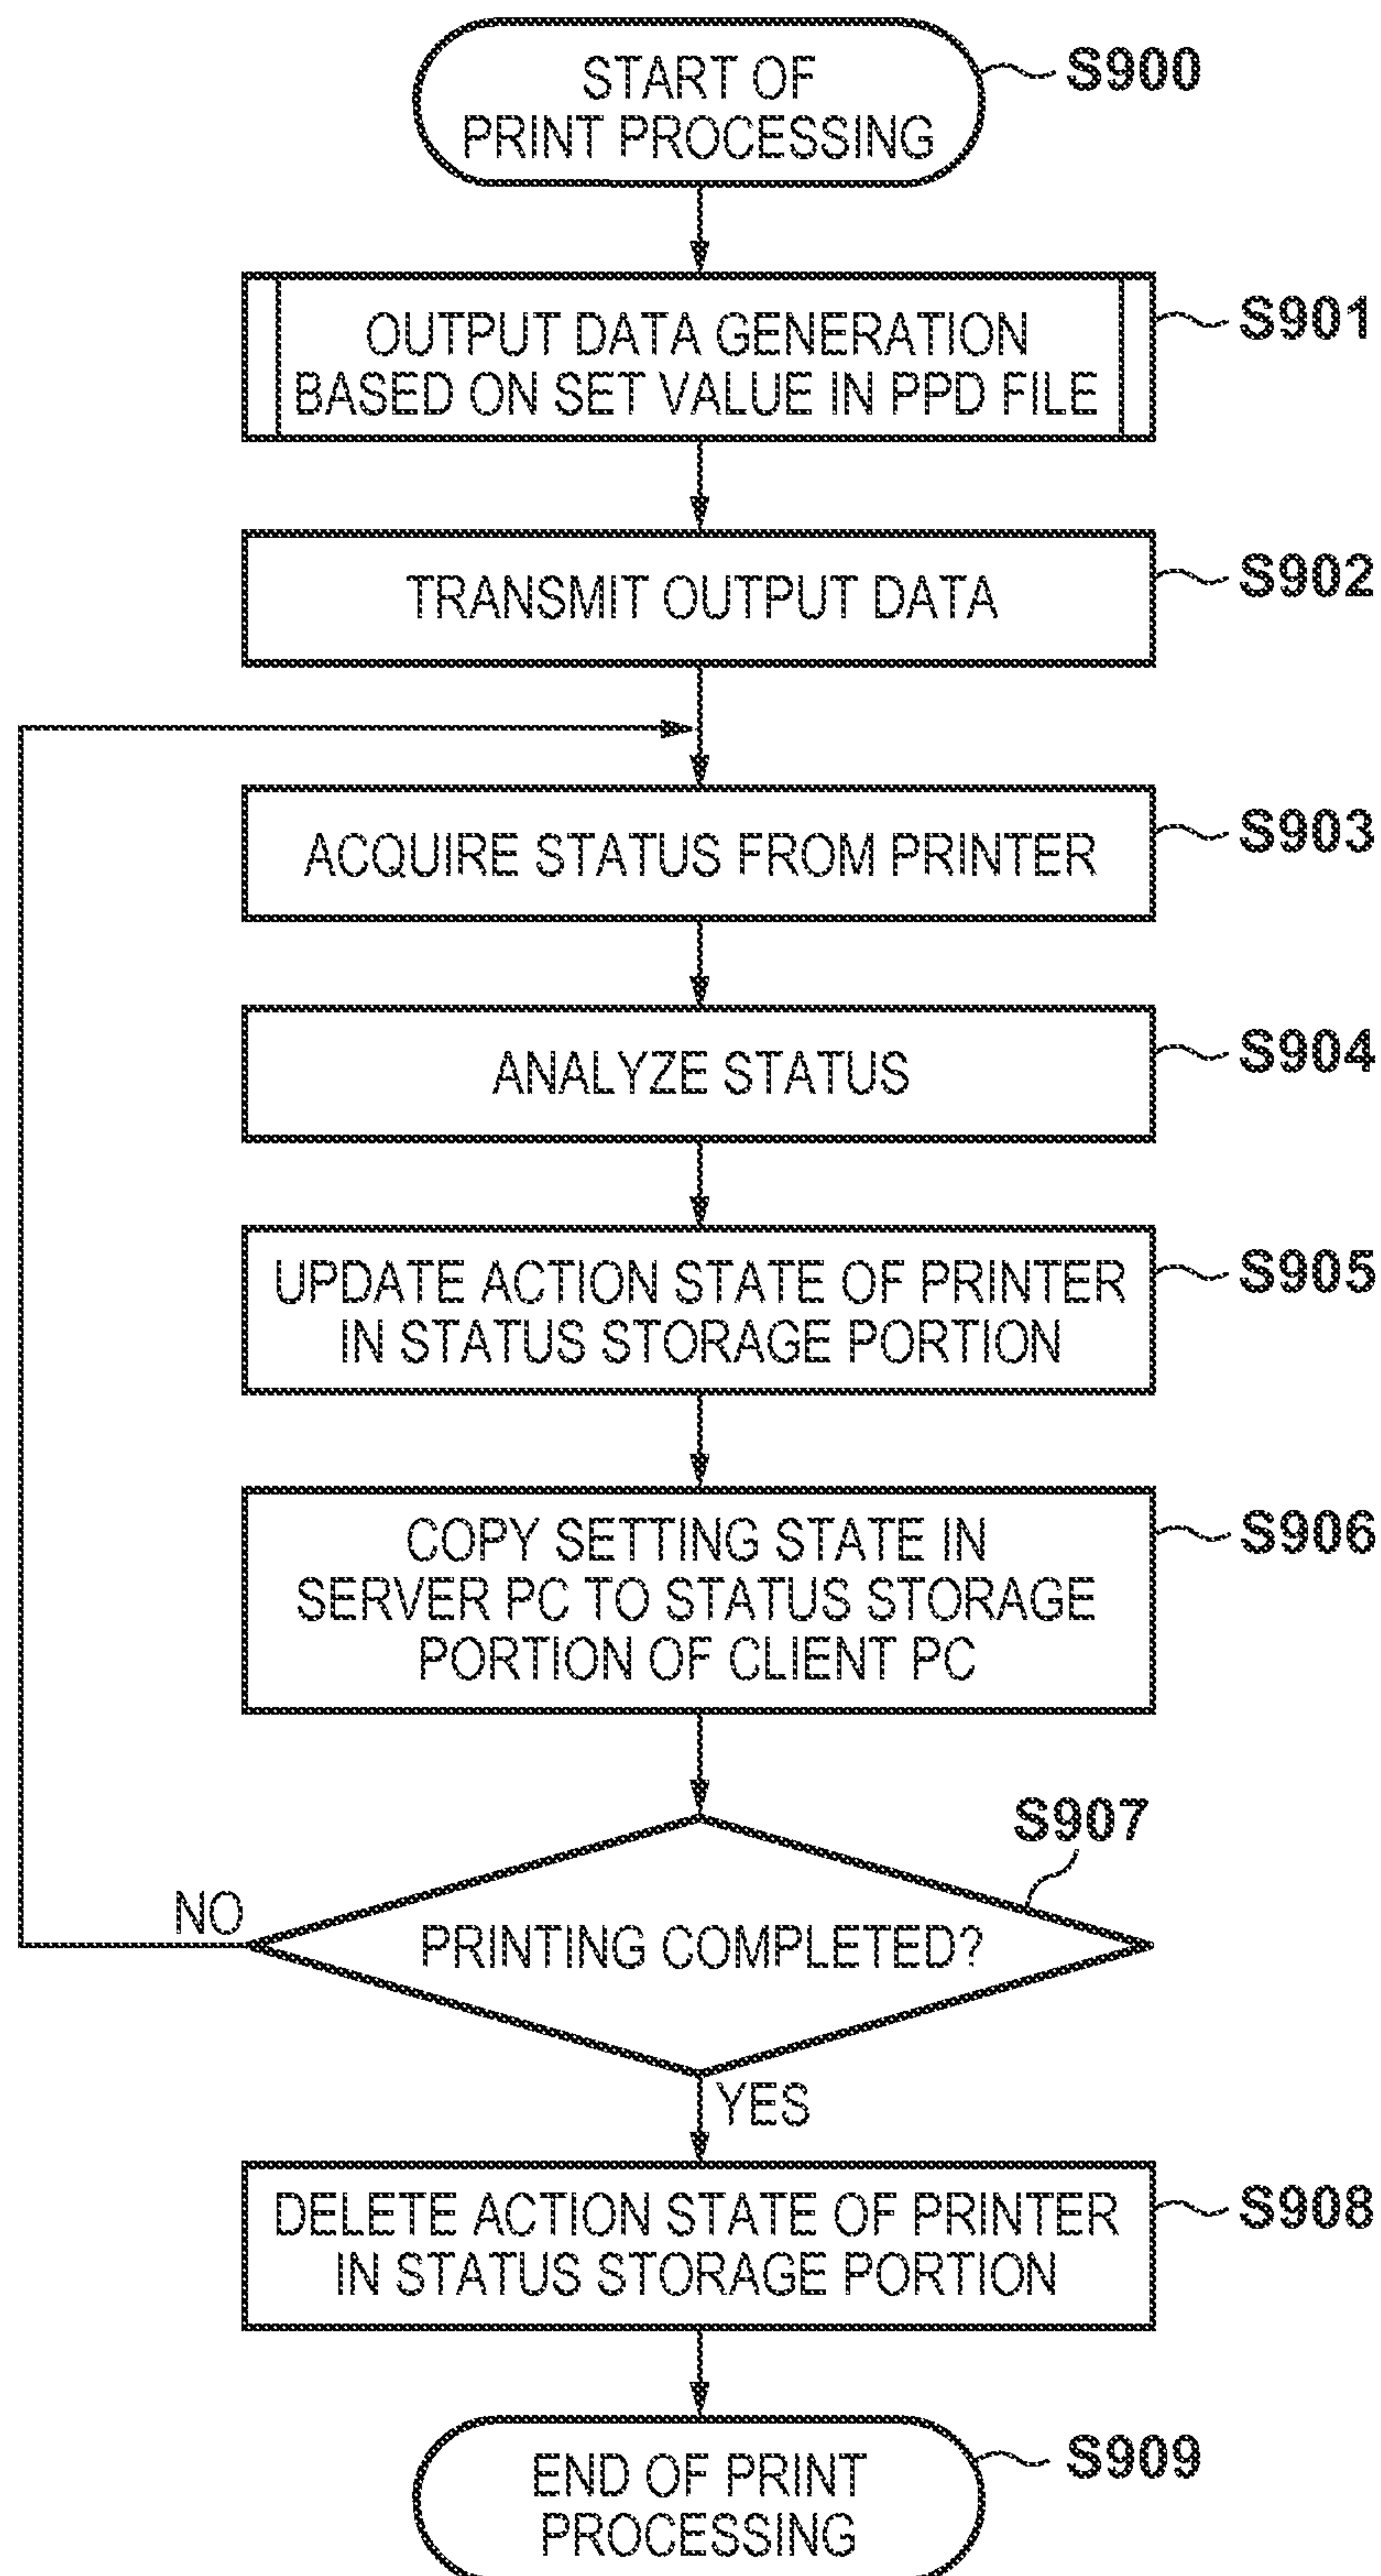 START OF
PRINT PROCESSING
S900
OUTPUT DATA GENERATION
BASED ON SET VALUE IN PPD FILE
S901
TRANSMIT OUTPUT DATA
S902
ACQUIRE STATUS FROM PRINTER
S903
ANALYZE STATUS
S904
UPDATE ACTION STATE OF PRINTER
IN STATUS STORAGE PORTION
S905
COPY SETTING STATE IN
SERVER PC TO STATUS STORAGE
PORTION OF CLIENT PC
S906
S907
NO
PRINTING COMPLETED?
YES
DELETE ACTION STATE OF PRINTER
IN STATUS STORAGE PORTION
S908
END OF PRINT
PROCESSING
S909